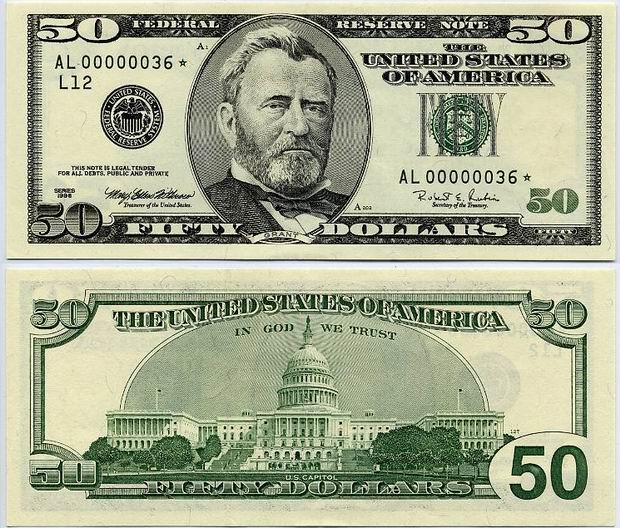 50 FEDERAL RESERVE NOTE 50
A1
THE
UNITED STATES
OF AMERICA
AL 00000036 ★
L12
UNITED STATES
FEDERAL RESERVE SYSTEM
THIS NOTE IS LEGAL TENDER
FOR ALL DEBTS, PUBLIC AND PRIVATE
AL 00000036 ★
SERIES
1996
Mary Ellen Withrow
Treasurer of the United States.
A 202
Robert E. Rubin
Secretary of the Treasury.
50
50 FIFTY GRANT DOLLARS FIFTY
50 THE UNITED STATES OF AMERICA 50
IN GOD WE TRUST
U.S. CAPITOL
50 FIFTY DOLLARS 50